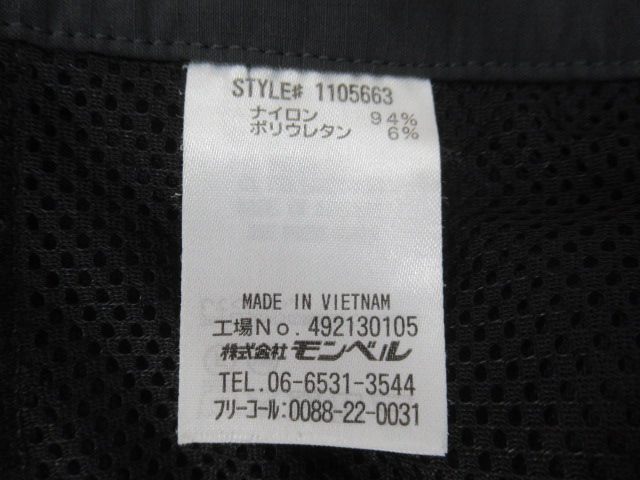 STYLE# 1105663
ナイロン 94%
ポリウレタン 6%
MADE IN VIETNAM
工場No. 492130105
株式会社 モンベル
TEL.06-6531-3544
フリーコール:0088-22-0031